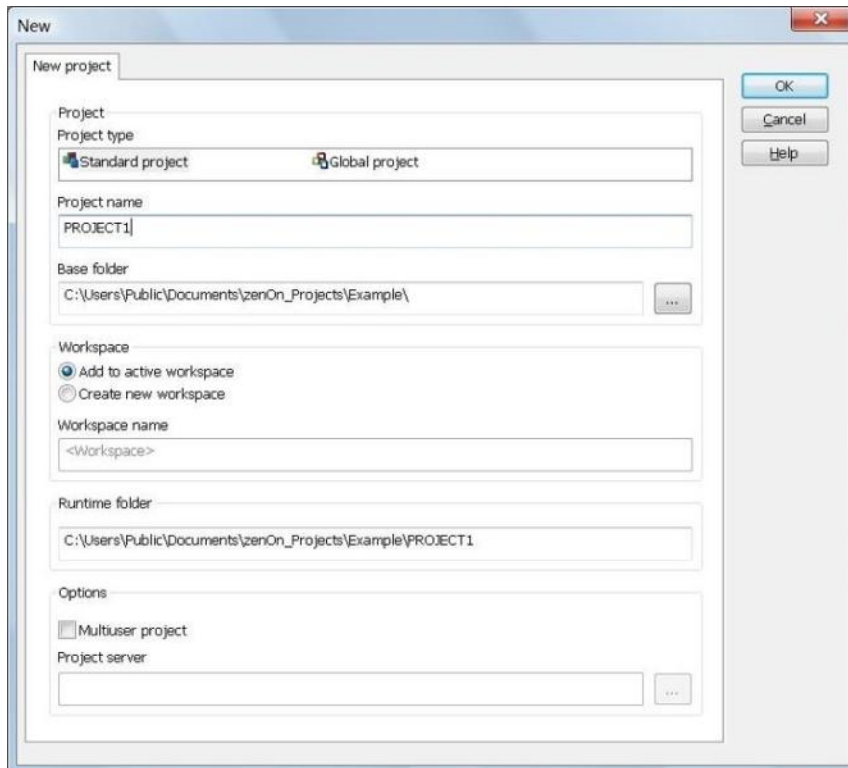 New
New project
OK
Cancel
Help
Project
Project type
Standard project Global project
Project name
PROJECT1
Base folder
C:\Users\Public\Documents\zenOn_Projects\Example\
...
Workspace
Add to active workspace
Create new workspace
Workspace name
<Workspace>
Runtime folder
C:\Users\Public\Documents\zenOn_Projects\Example\PROJECT1
Options
Multiuser project
Project server
...